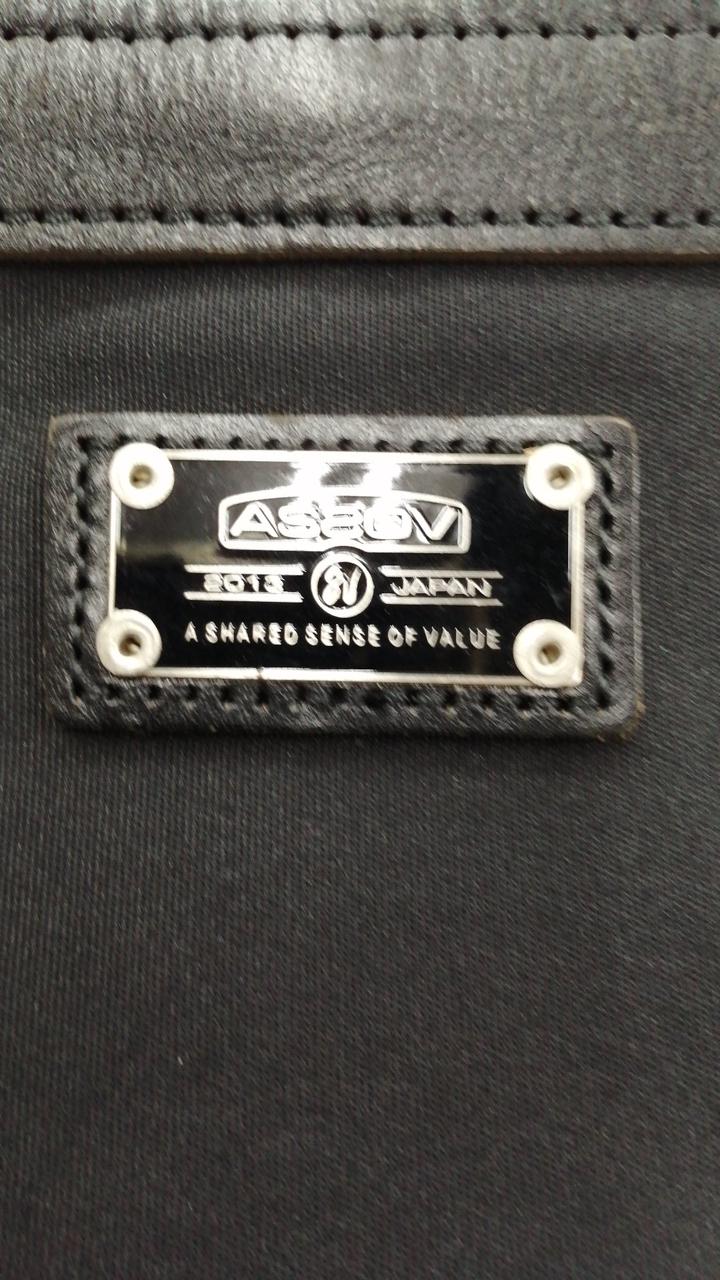 AS2OV
2013 JAPAN
A SHARED SENSE OF VALUE